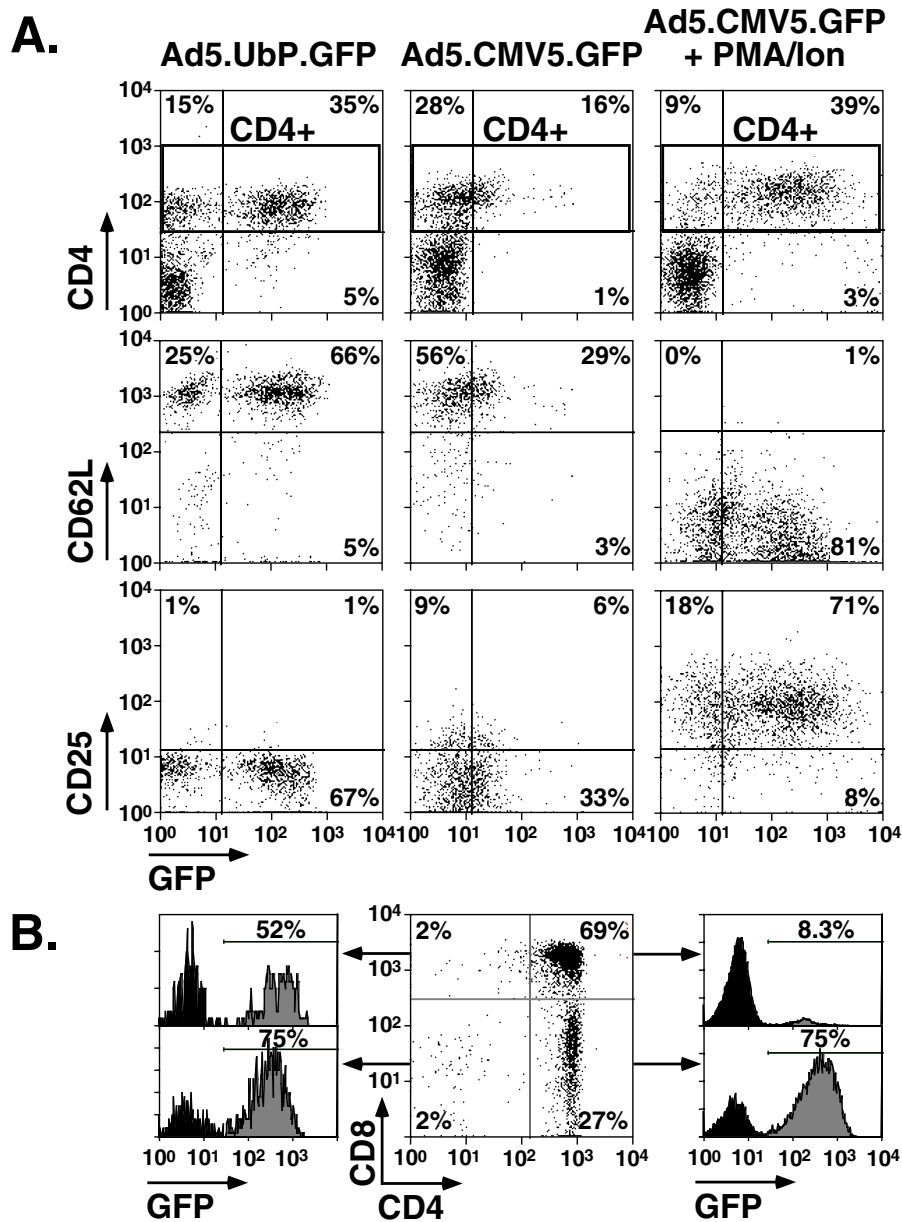 A.
Ad5.UbP.GFP
Ad5.CMV5.GFP
Ad5.CMV5.GFP
+ PMA/Ion
10⁴
10³
10²
10¹
10⁰
CD4
15%
35%
CD4+
5%
28%
16%
CD4+
1%
9%
39%
CD4+
3%
10⁴
10³
10²
10¹
10⁰
CD62L
25%
66%
5%
56%
29%
3%
0%
1%
81%
10⁴
10³
10²
10¹
10⁰
CD25
1%
1%
67%
9%
6%
33%
18%
71%
8%
10⁰ 10¹ 10² 10³ 10⁴
10⁰ 10¹ 10² 10³ 10⁴
10⁰ 10¹ 10² 10³ 10⁴
GFP
B.
52%
75%
10⁰ 10¹ 10² 10³
GFP
10⁴
10³
10²
10¹
2%
69%
2%
27%
CD8
10⁰ 10¹ 10² 10³ 10⁴
CD4
8.3%
75%
10⁰ 10¹ 10² 10³ 10⁴
GFP